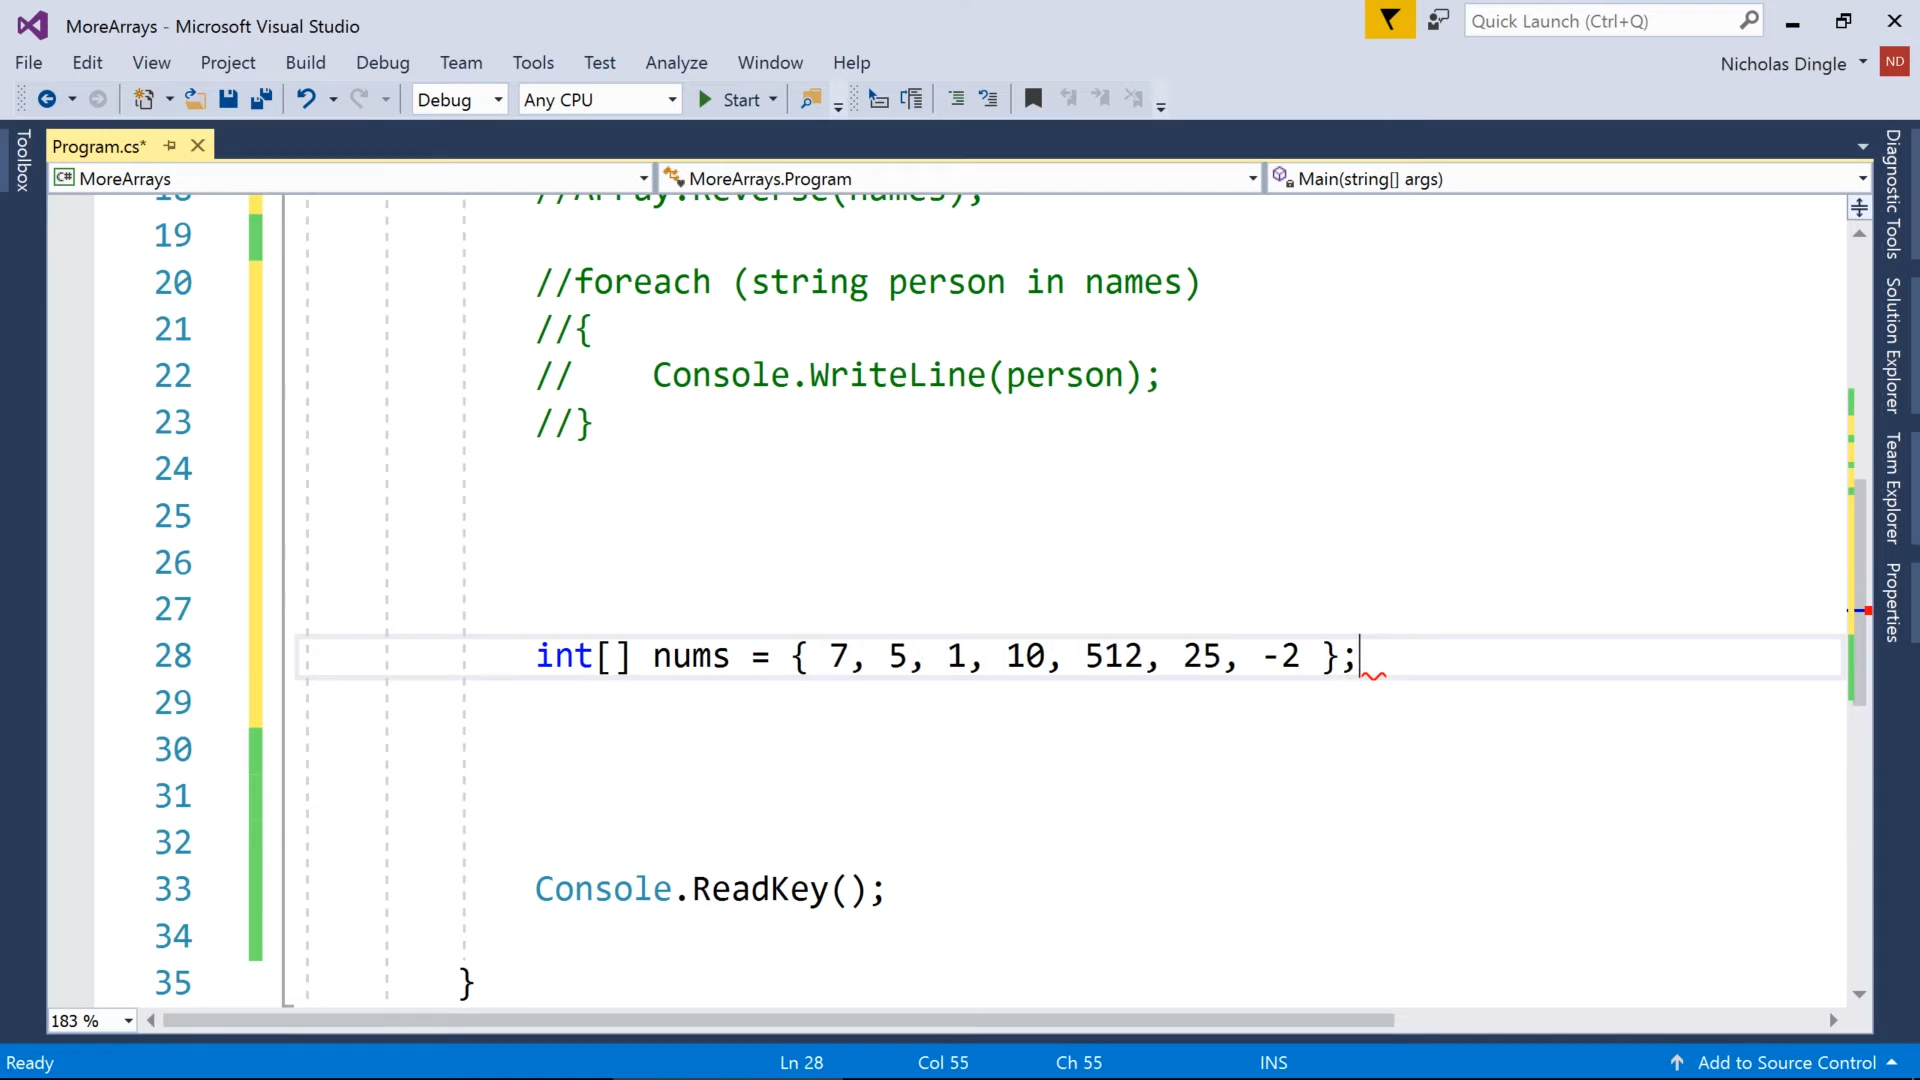 MoreArrays - Microsoft Visual Studio
Quick Launch (Ctrl+Q)
File Edit View Project Build Debug Team Tools Test Analyze Window Help
Nicholas Dingle ND
Debug Any CPU Start
Program.cs*
MoreArrays MoreArrays.Program Main(string[] args)
18 //Array.Reverse(names);
19
20 //foreach (string person in names)
21 //{
22 //    Console.WriteLine(person);
23 //}
24
25
26
27
28 int[] nums = { 7, 5, 1, 10, 512, 25, -2 };
29
30
31
32
33 Console.ReadKey();
34
35 }
183 %
Ready Ln 28 Col 55 Ch 55 INS Add to Source Control
Toolbox
Diagnostic Tools
Solution Explorer
Team Explorer
Properties